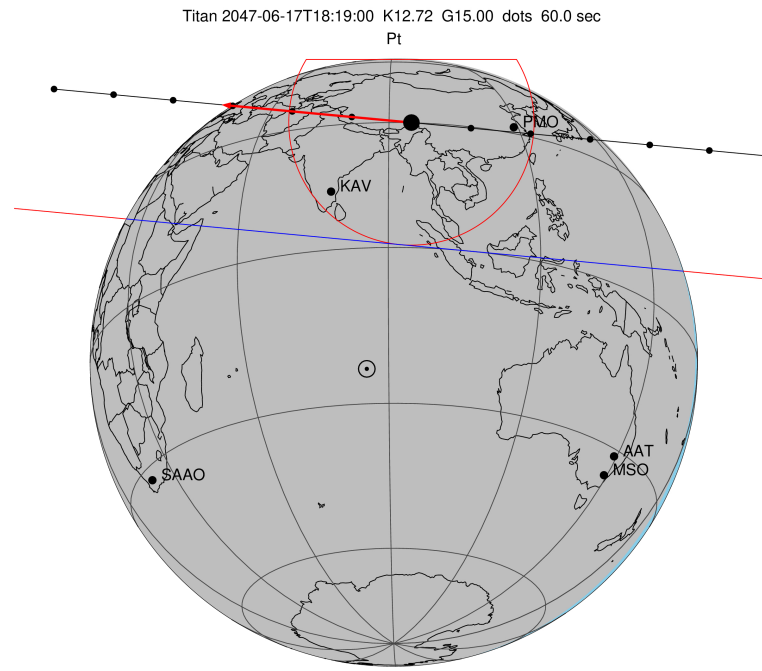 Titan 2047-06-17T18:19:00 K12.72 G15.00 dots 60.0 sec
Pt
PMO
KAV
AAT
MSO
SAAO